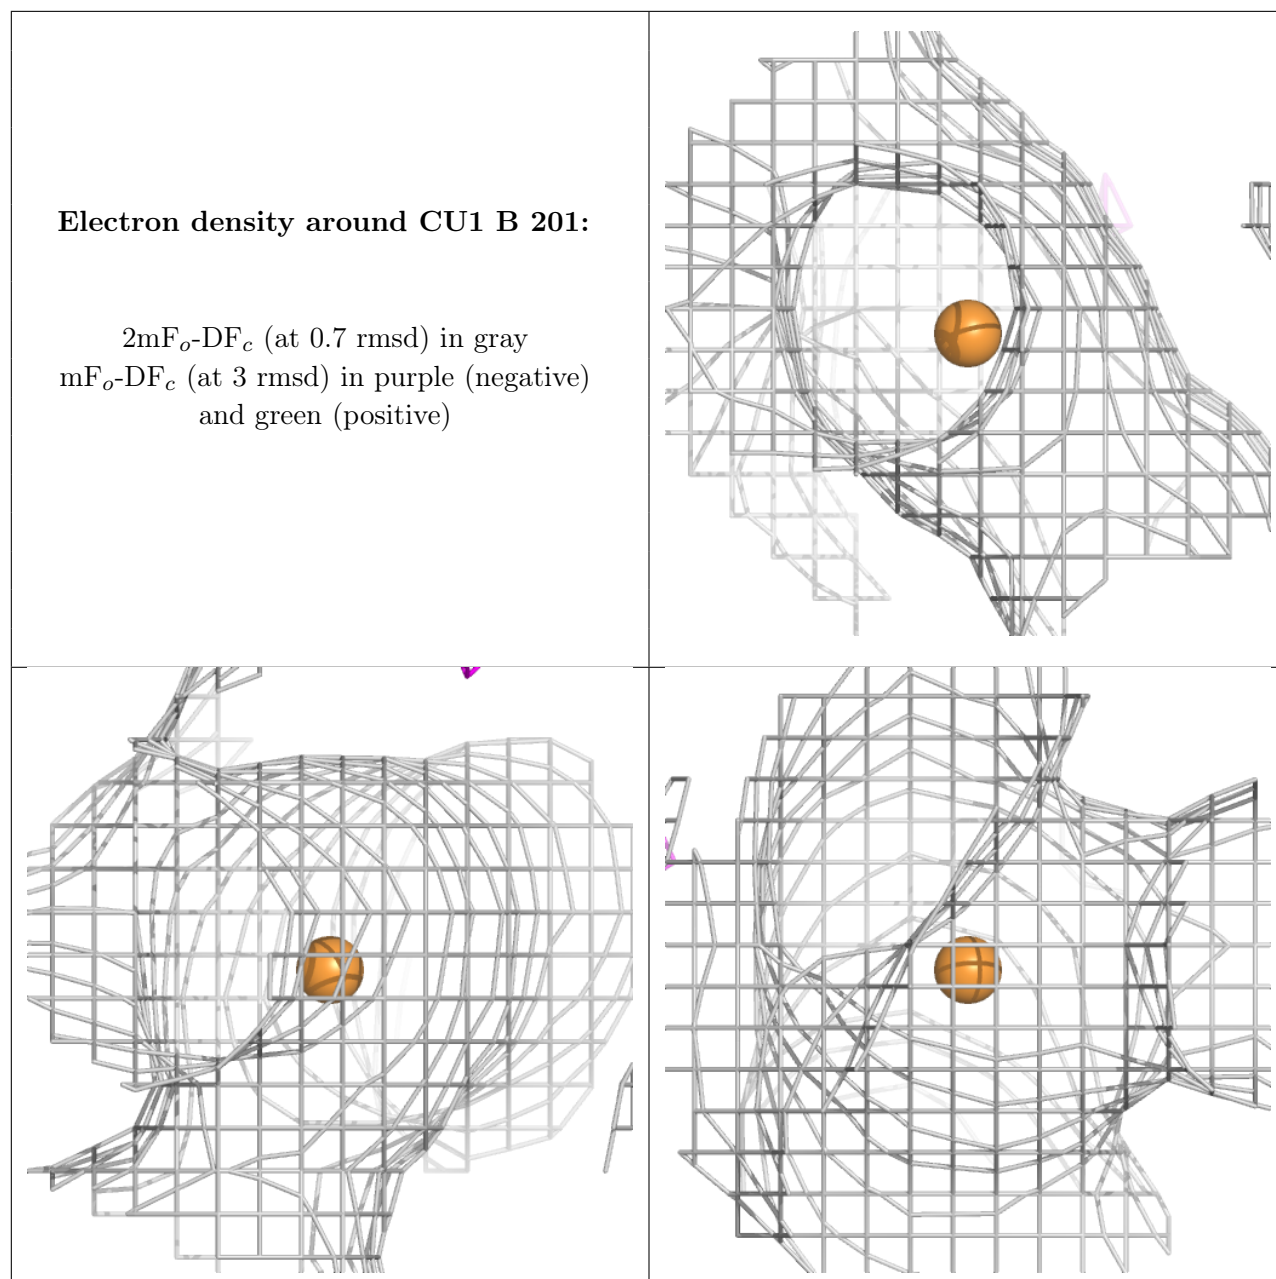 Electron density around CU1 B 201:
2mFo-DFc (at 0.7 rmsd) in gray
mFo-DFc (at 3 rmsd) in purple (negative)
and green (positive)